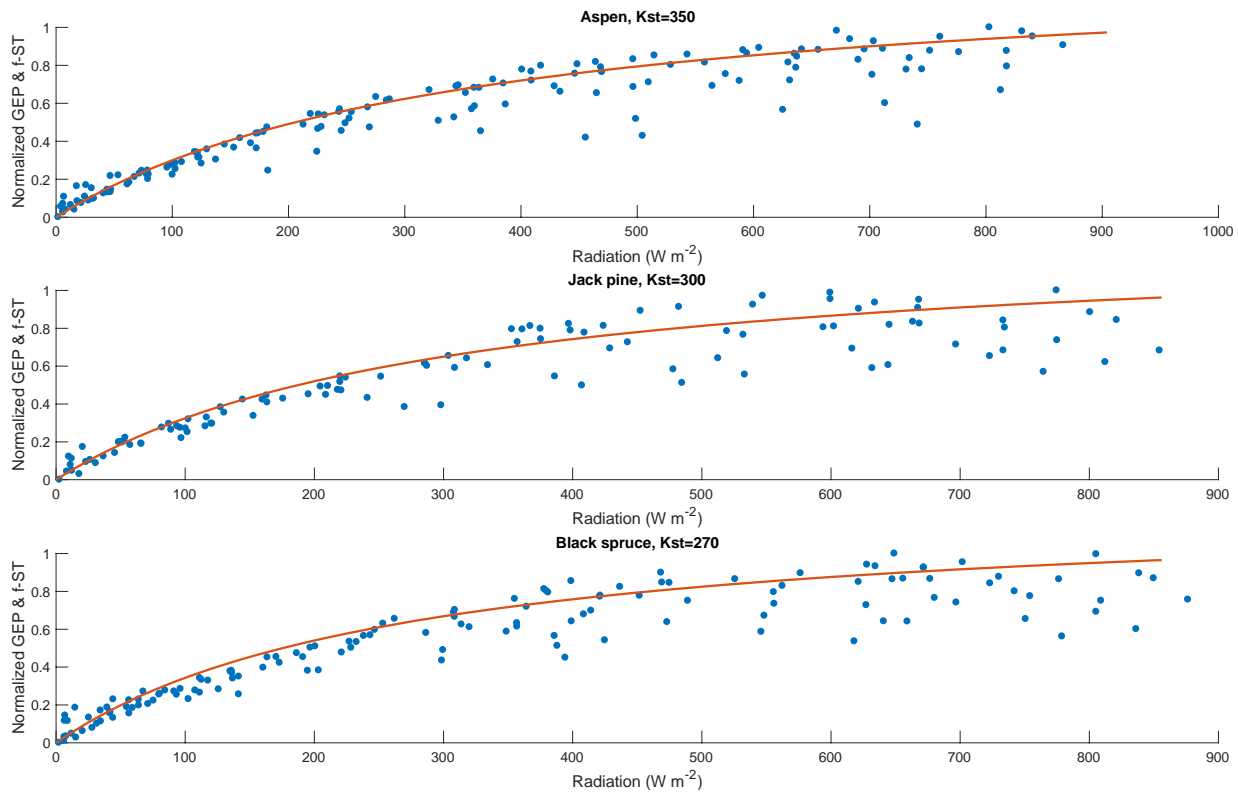 Aspen, Kst=350
Normalized GEP & f-ST
1
0.8
0.6
0.4
0.2
0
0 100 200 300 400 500 600 700 800 900 1000
Radiation (W m-2)
Jack pine, Kst=300
Normalized GEP & f-ST
1
0.8
0.6
0.4
0.2
0
0 100 200 300 400 500 600 700 800 900
Radiation (W m-2)
Black spruce, Kst=270
Normalized GEP & f-ST
1
0.8
0.6
0.4
0.2
0
0 100 200 300 400 500 600 700 800 900
Radiation (W m-2)